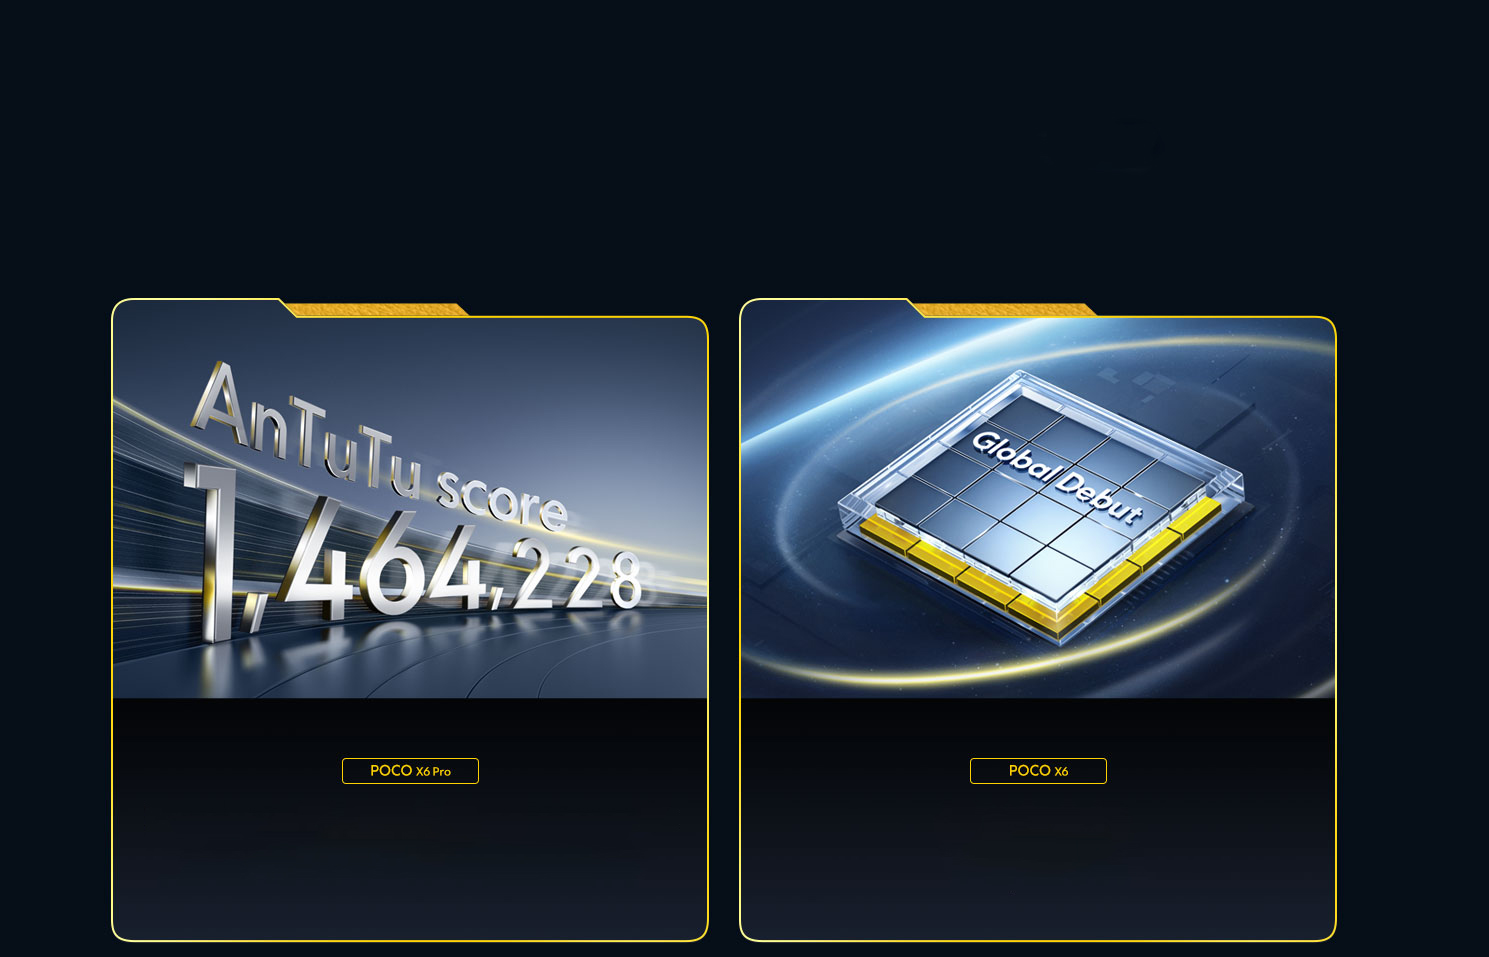 AnTuTu score
1,464,228
POCO X6 Pro
Global Debut
POCO X6